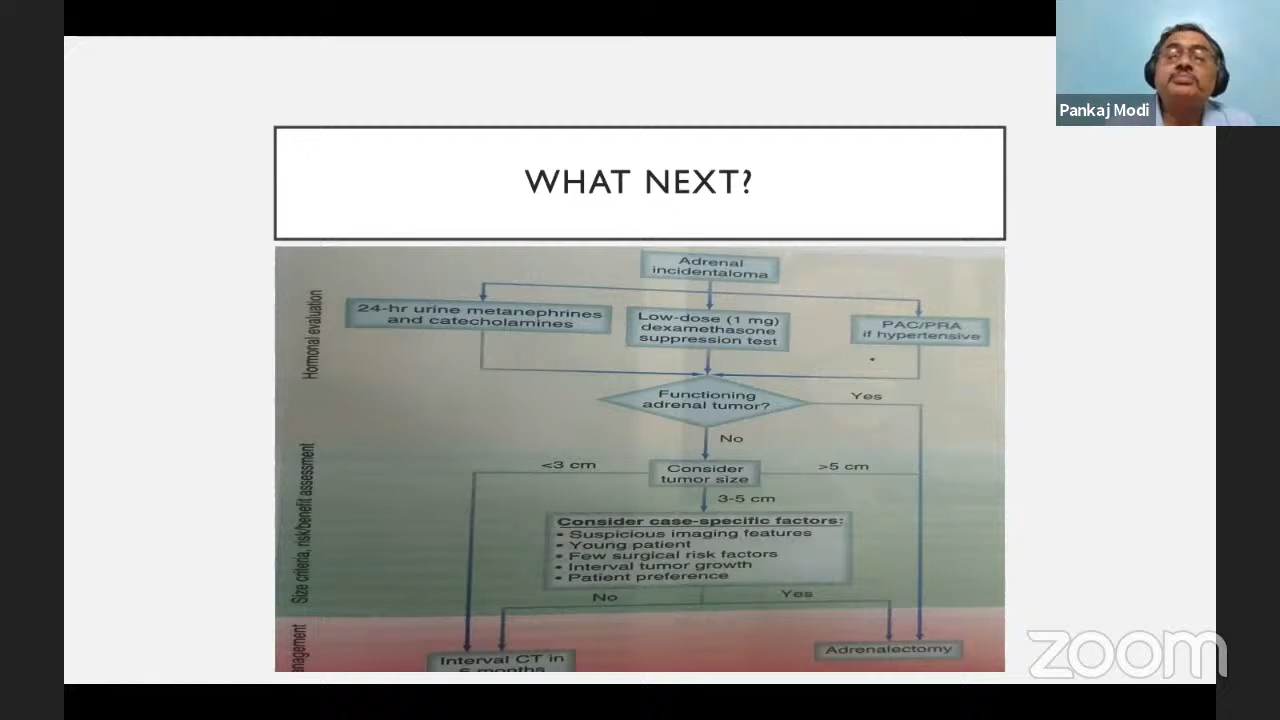 Pankaj Modi
WHAT NEXT?
Adrenal
incidentaloma
24-hr urine metanephrines
and catecholamines
Low-dose (1 mg)
dexamethasone
suppression test
PAC/PRA
if hypertensive
Hormonal evaluation
Functioning
adrenal tumor?
Yes
No
<3 cm
Consider
tumor size
>5 cm
3-5 cm
Size criteria, risk/benefit assessment
Consider case-specific factors:
• Suspicious imaging features
• Young patient
• Few surgical risk factors
• Interval tumor growth
• Patient preference
No
Yes
nagement
Interval CT in
6 months
Adrenalectomy
zoom